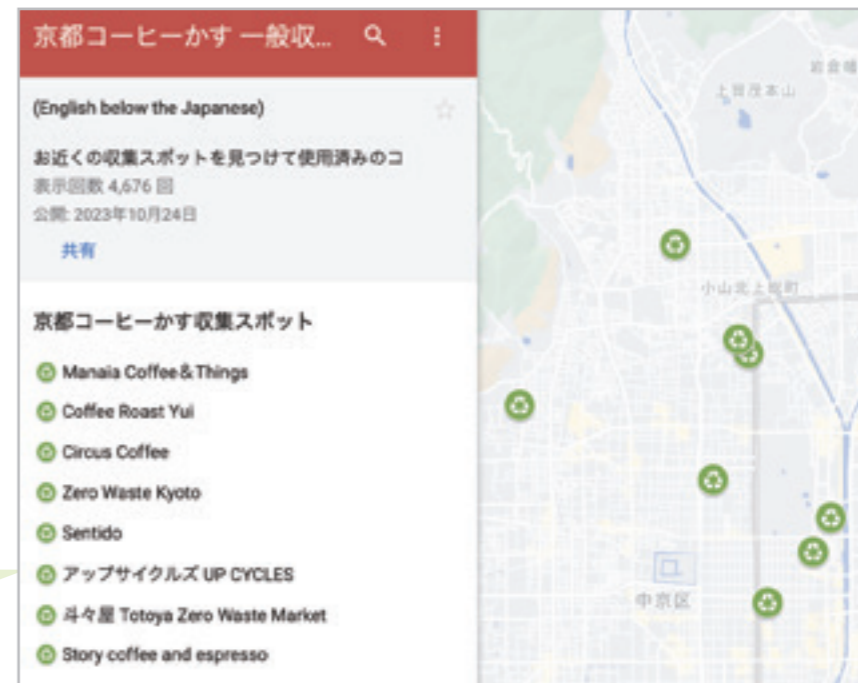 京都コーヒーかす 一般収...
(English below the Japanese)
お近くの収集スポットを見つけて使用済みのコ
表示回数 4,676 回
公開: 2023年10月24日
共有
京都コーヒーかす収集スポット
Manaia Coffee & Things
Coffee Roast Yui
Circus Coffee
Zero Waste Kyoto
Sentido
アップサイクルズ UP CYCLES
斗々屋 Totoya Zero Waste Market
Story coffee and espresso
上賀茂本山
小山北上総町
中京区